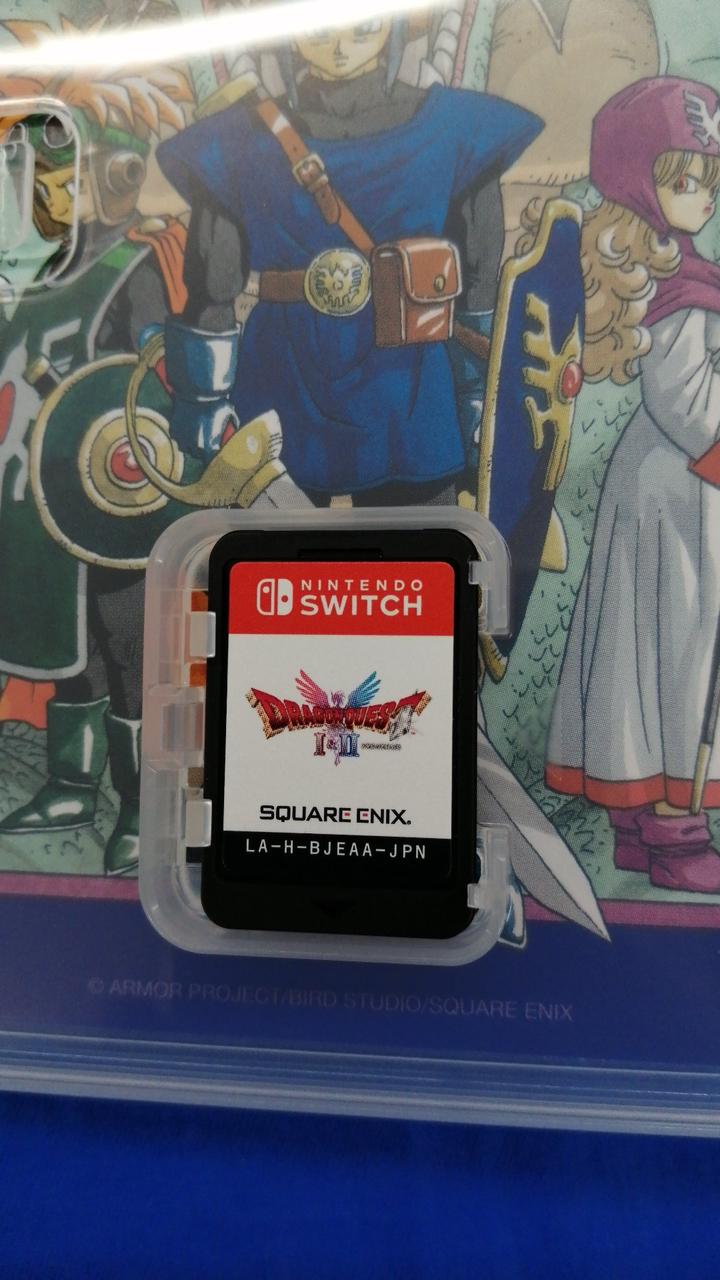 NINTENDO
SWITCH
DRAGON QUEST
I & II
SQUARE ENIX®
LA-H-BJEAA-JPN
© ARMOR PROJECT/BIRD STUDIO/SQUARE ENIX